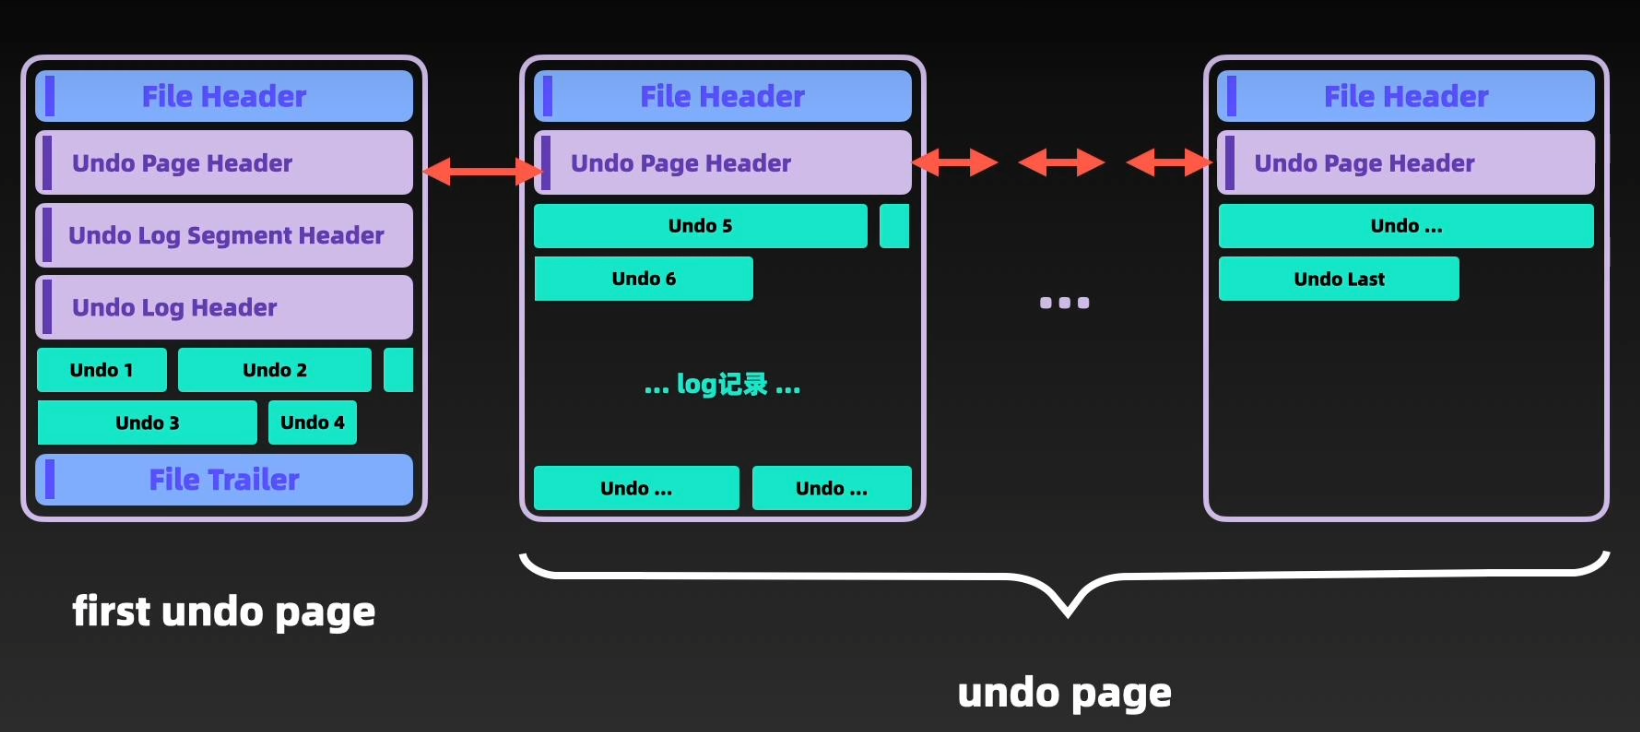 File Header
Undo Page Header
Undo Log Segment Header
Undo Log Header
Undo 1
Undo 2
Undo 3
Undo 4
File Trailer
first undo page
File Header
Undo Page Header
Undo 5
Undo 6
... log记录 ...
Undo ...
Undo ...
...
File Header
Undo Page Header
Undo ...
Undo Last
undo page